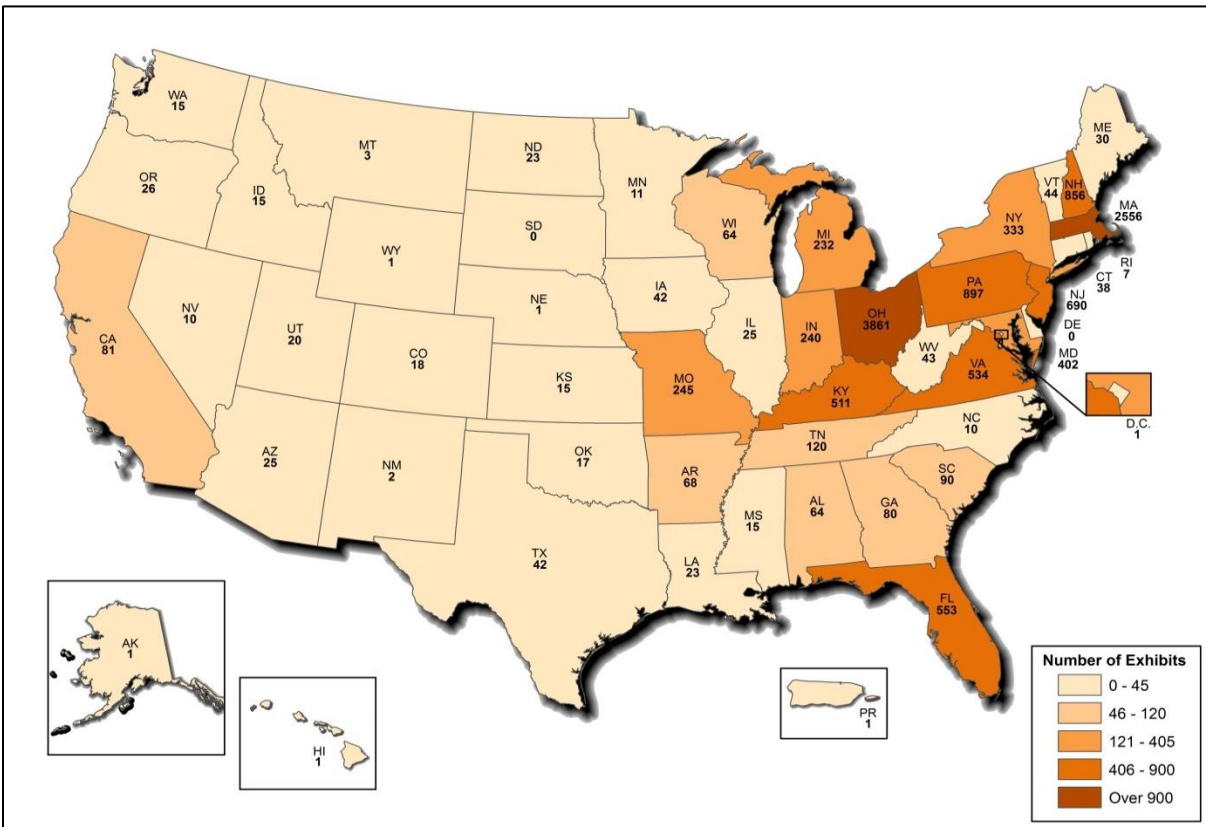 WA
15
MT
3
ND
23
MN
11
ME
30
VT
44
NH
856
OR
26
ID
15
SD
0
WI
64
MI
232
NY
333
MA
2556
WY
1
RI
7
CT
38
NE
1
IA
42
PA
897
NJ
690
NV
10
UT
20
CO
18
IL
25
IN
240
OH
3861
DE
0
MD
402
CA
81
KS
15
MO
245
WV
43
VA
534
KY
511
D.C.
1
NC
10
TN
120
AZ
25
NM
2
OK
17
AR
68
SC
90
MS
15
AL
64
GA
80
TX
42
LA
23
FL
553
AK
1
HI
1
PR
1
Number of Exhibits
0 - 45
46 - 120
121 - 405
406 - 900
Over 900